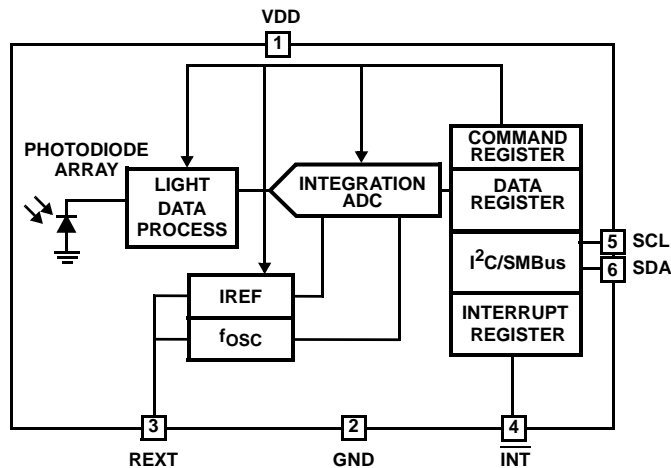 VDD
1
COMMAND
REGISTER
PHOTODIODE
ARRAY
LIGHT
DATA
PROCESS
INTEGRATION
ADC
DATA
REGISTER
5 SCL
I²C/SMBus
6 SDA
IREF
fOSC
INTERRUPT
REGISTER
3
2
4
REXT
GND
INT